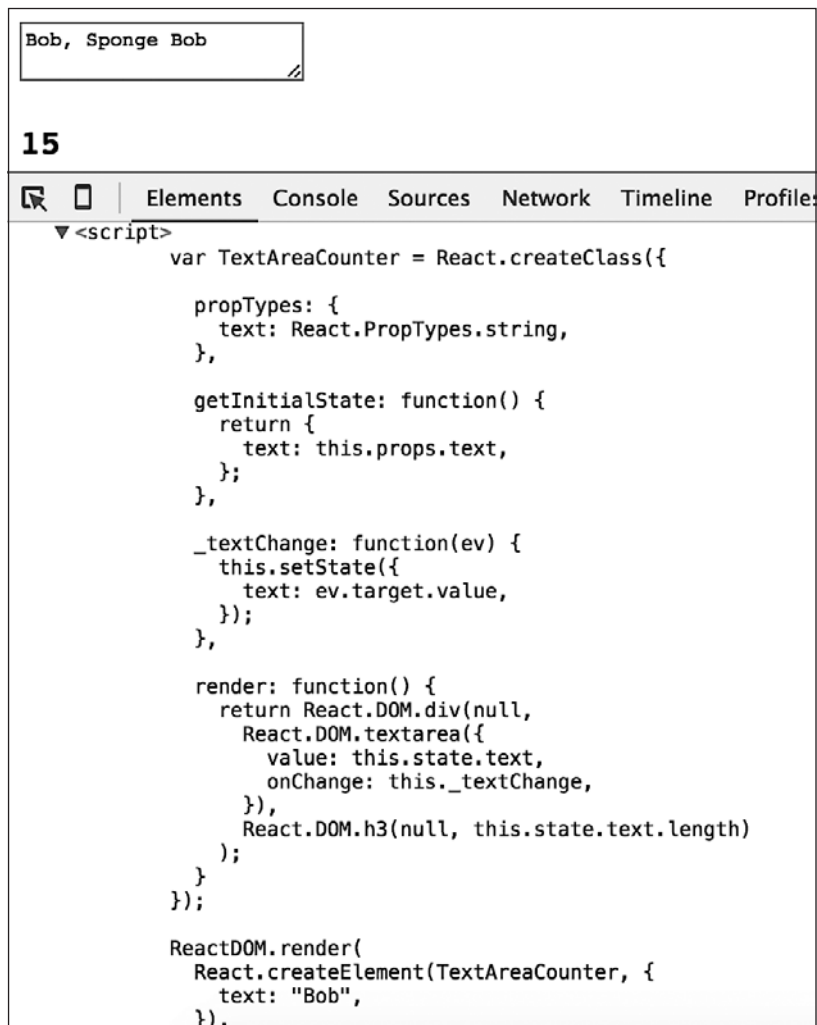 Bob, Sponge Bob
15
Elements Console Sources Network Timeline Profiles
▼<script>
var TextAreaCounter = React.createClass({
propTypes: {
text: React.PropTypes.string,
},
getInitialState: function() {
return {
text: this.props.text,
};
},
_textChange: function(ev) {
this.setState({
text: ev.target.value,
});
},
render: function() {
return React.DOM.div(null,
React.DOM.textarea({
value: this.state.text,
onChange: this._textChange,
}),
React.DOM.h3(null, this.state.text.length)
);
}
});
ReactDOM.render(
React.createElement(TextAreaCounter, {
text: "Bob",
}),